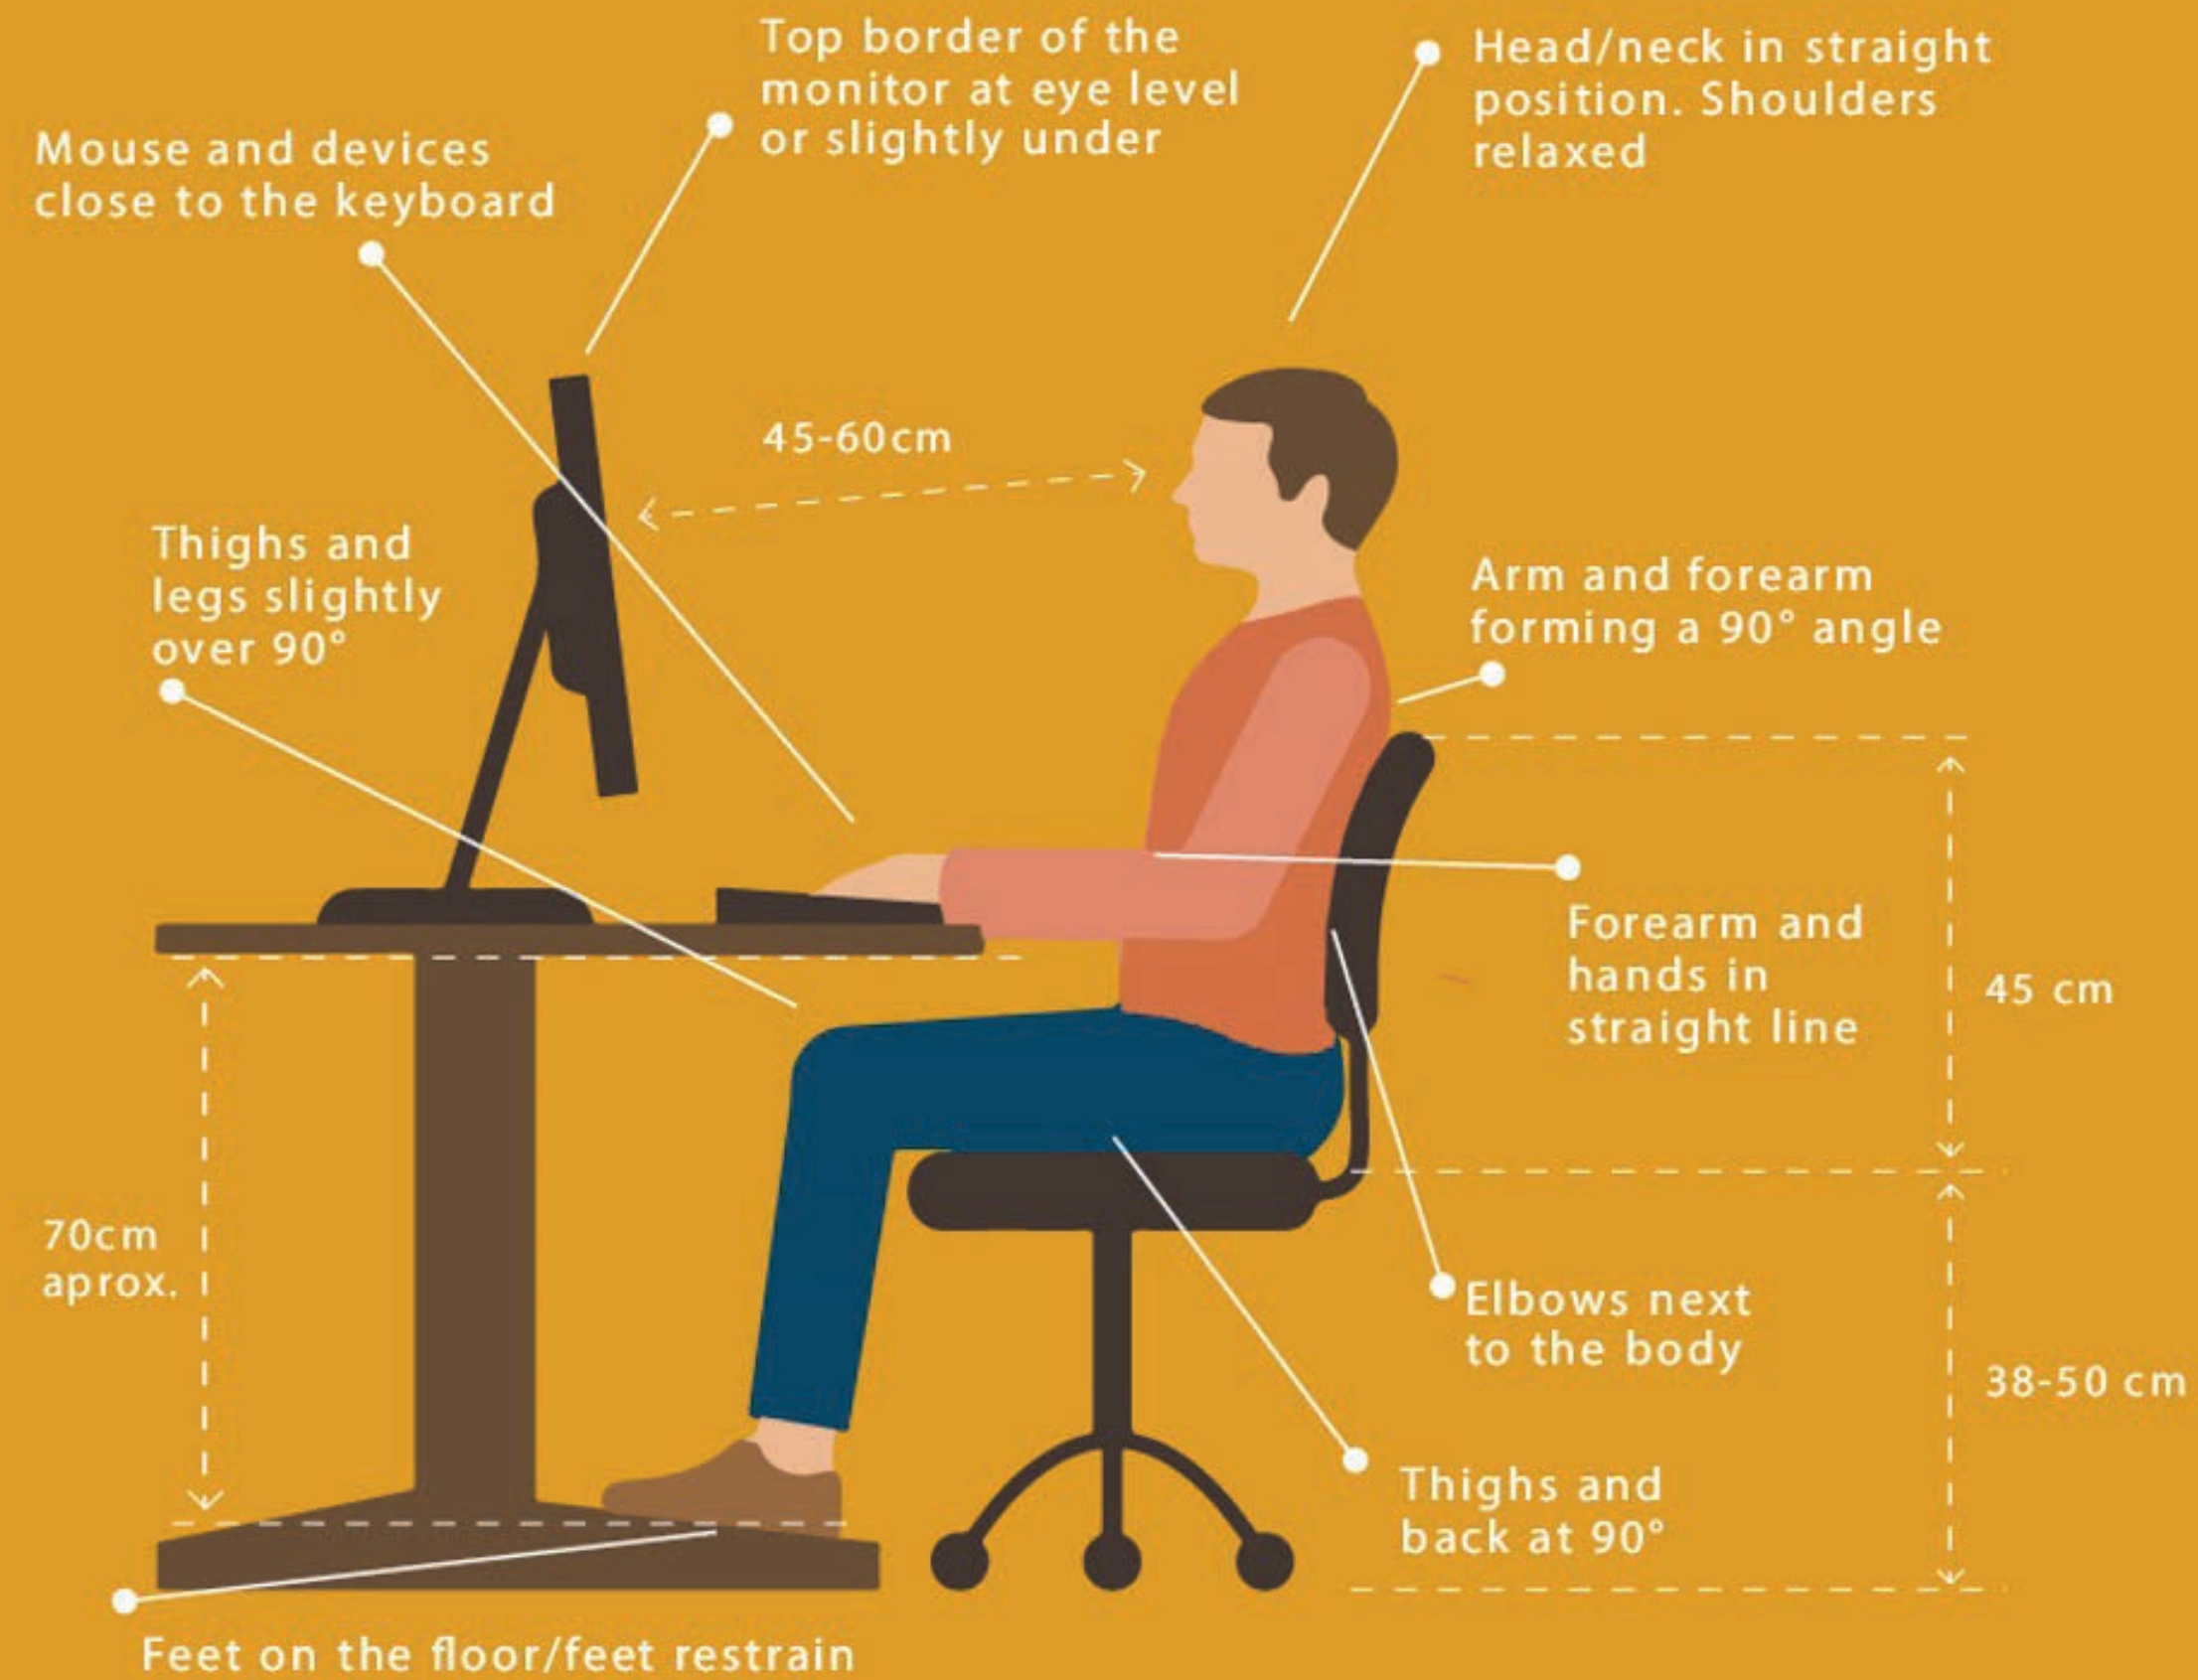 Top border of the
monitor at eye level
or slightly under
Head/neck in straight
position. Shoulders
relaxed
Mouse and devices
close to the keyboard
45-60cm
Thighs and
legs slightly
over 90°
Arm and forearm
forming a 90° angle
Forearm and
hands in
straight line
45 cm
70cm
aprox.
Elbows next
to the body
38-50 cm
Thighs and
back at 90°
Feet on the floor/feet restrain